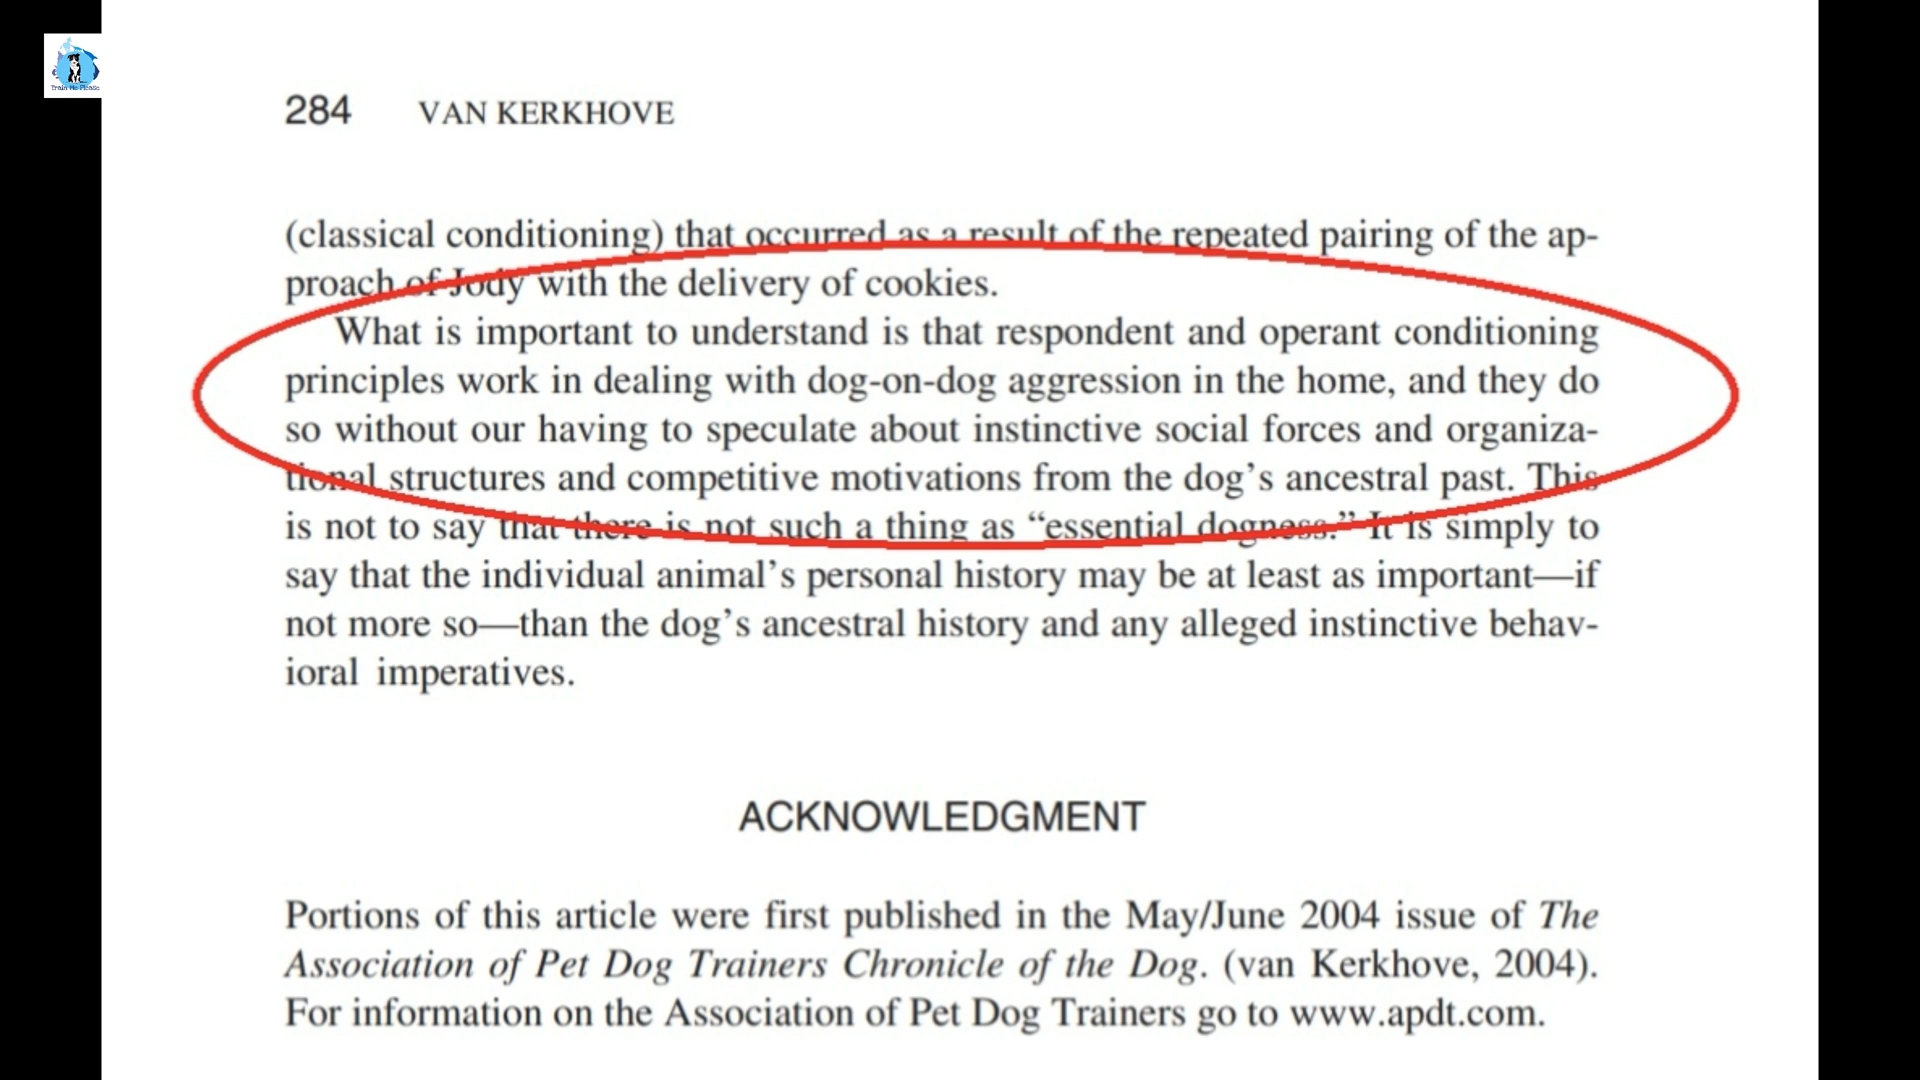 Train Me Please
284 VAN KERKHOVE
(classical conditioning) that occurred as a result of the repeated pairing of the ap-
proach of Jody with the delivery of cookies.
What is important to understand is that respondent and operant conditioning
principles work in dealing with dog-on-dog aggression in the home, and they do
so without our having to speculate about instinctive social forces and organiza-
tional structures and competitive motivations from the dog’s ancestral past. This
is not to say that there is not such a thing as “essential dogness.” It is simply to
say that the individual animal’s personal history may be at least as important—if
not more so—than the dog’s ancestral history and any alleged instinctive behav-
ioral imperatives.
ACKNOWLEDGMENT
Portions of this article were first published in the May/June 2004 issue of The
Association of Pet Dog Trainers Chronicle of the Dog. (van Kerkhove, 2004).
For information on the Association of Pet Dog Trainers go to www.apdt.com.